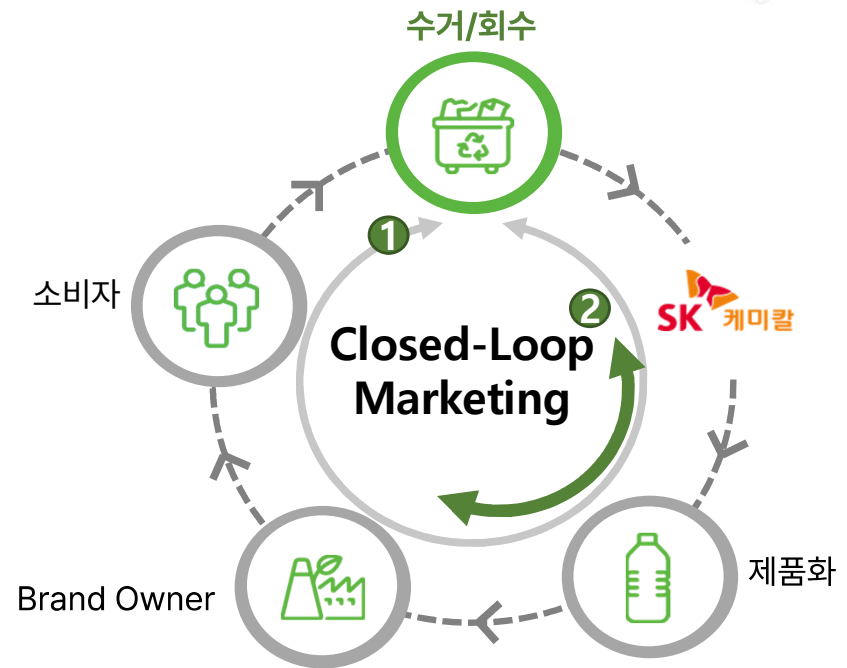 수거/회수
1
소비자
2
SK 케미칼
Closed-Loop
Marketing
제품화
Brand Owner